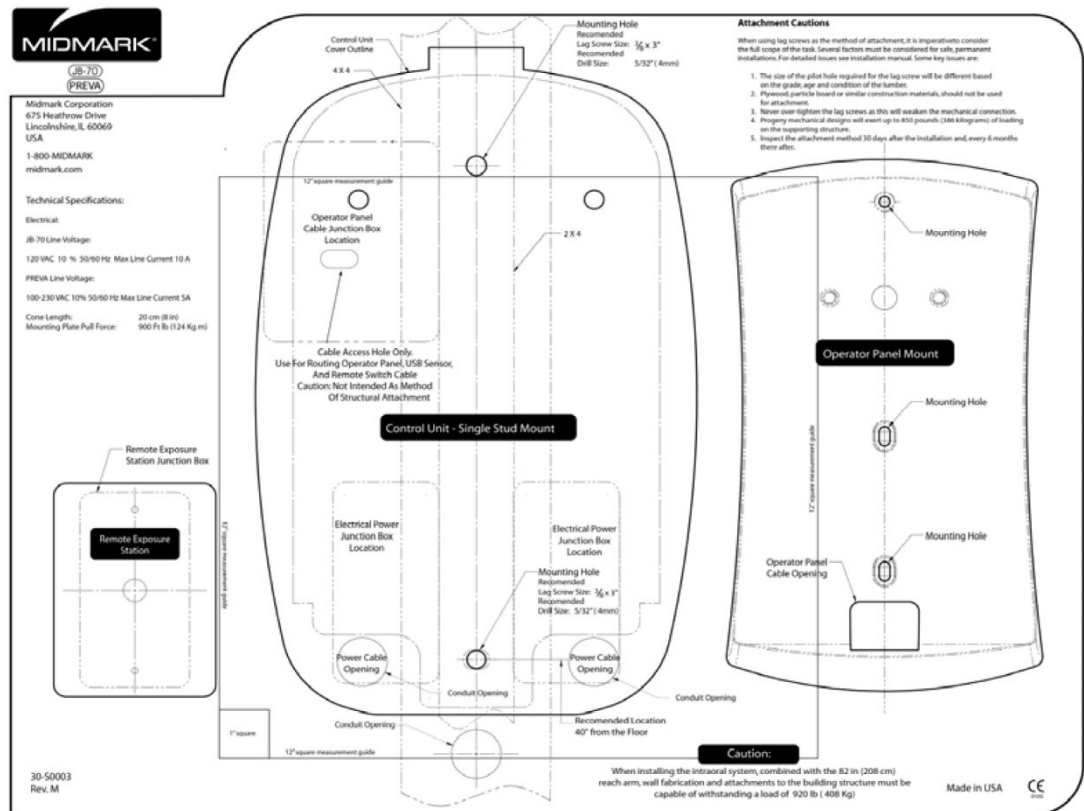 MIDMARK
JB-70
PREVA
Midmark Corporation
675 Heathrow Drive
Lincolnshire, IL 60069
USA
1-800-MIDMARK
midmark.com
Technical Specifications:
Electrical:
JB-70 Line Voltage:
120 VAC 10 % 50/60 Hz Max Line Current 10 A
PREVA Line Voltage:
100-230 VAC 10% 50/60 Hz Max Line Current 5A
Cone Length: 20 cm (8 in)
Mounting Plate Pull Force: 900 Ft lb (124 Kg m)
Remote Exposure
Station Junction Box
Remote Exposure
Station
30-S0003
Rev. M
Control Unit
Cover Outline
4 X 4
Mounting Hole
Recomended
Lag Screw Size: 3/8 x 3"
Recomended
Drill Size: 5/32" ( 4mm)
12" square measurement guide
Operator Panel
Cable Junction Box
Location
2 X 4
Cable Access Hole Only.
Use For Routing Operator Panel, USB Sensor,
And Remote Switch Cable
Caution: Not Intended As Method
Of Structural Attachment
Control Unit - Single Stud Mount
Electrical Power
Junction Box
Location
Electrical Power
Junction Box
Location
Mounting Hole
Recomended
Lag Screw Size: 3/8 x 3"
Recomended
Drill Size: 5/32" ( 4mm)
Power Cable
Opening
Power Cable
Opening
Conduit Opening
Conduit Opening
Conduit Opening
Recomended Location
40" from the Floor
12" square measurement guide
1" square
12" square measurement guide
12" square measurement guide
Attachment Cautions
When using lag screws as the method of attachment, it is imperativeto consider
the full scope of the task. Several factors must be considered for safe, permanent
installations. For detailed issues see installation manual. Some key issues are:
1. The size of the pilot hole required for the lag screw will be different based
on the grade, age and condition of the lumber.
2. Plywood, particle board or similar construction materials, should not be used
for attachment.
3. Never over-tighten the lag screws as this will weaken the mechanical connection.
4. Progeny mechanical designs will exert up to 850 pounds (386 kilograms) of loading
on the supporting structure.
5. Inspect the attachment method 30 days after the installation and, every 6 months
there after.
Mounting Hole
Operator Panel Mount
Mounting Hole
Mounting Hole
Operator Panel
Cable Opening
Caution:
When installing the intraoral system, combined with the 82 in (208 cm)
reach arm, wall fabrication and attachments to the building structure must be
capable of withstanding a load of 920 lb ( 408 Kg)
Made in USA
CE